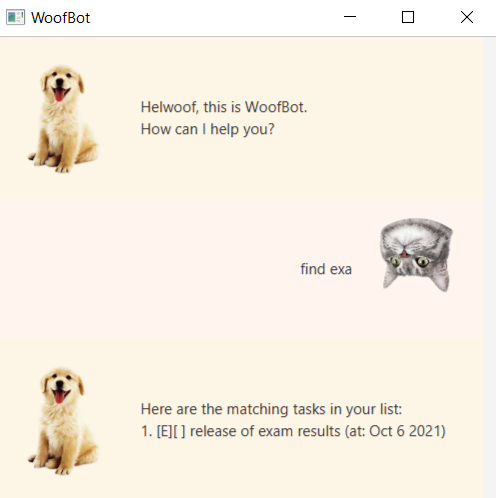 WoofBot
Helwoof, this is WoofBot.
How can I help you?
find exa
Here are the matching tasks in your list:
1. [E][ ] release of exam results (at: Oct 6 2021)